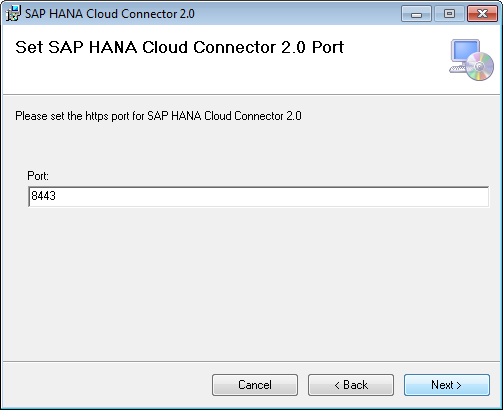 SAP HANA Cloud Connector 2.0
Set SAP HANA Cloud Connector 2.0 Port
Please set the https port for SAP HANA Cloud Connector 2.0
Port:
8443
Cancel
< Back
Next >